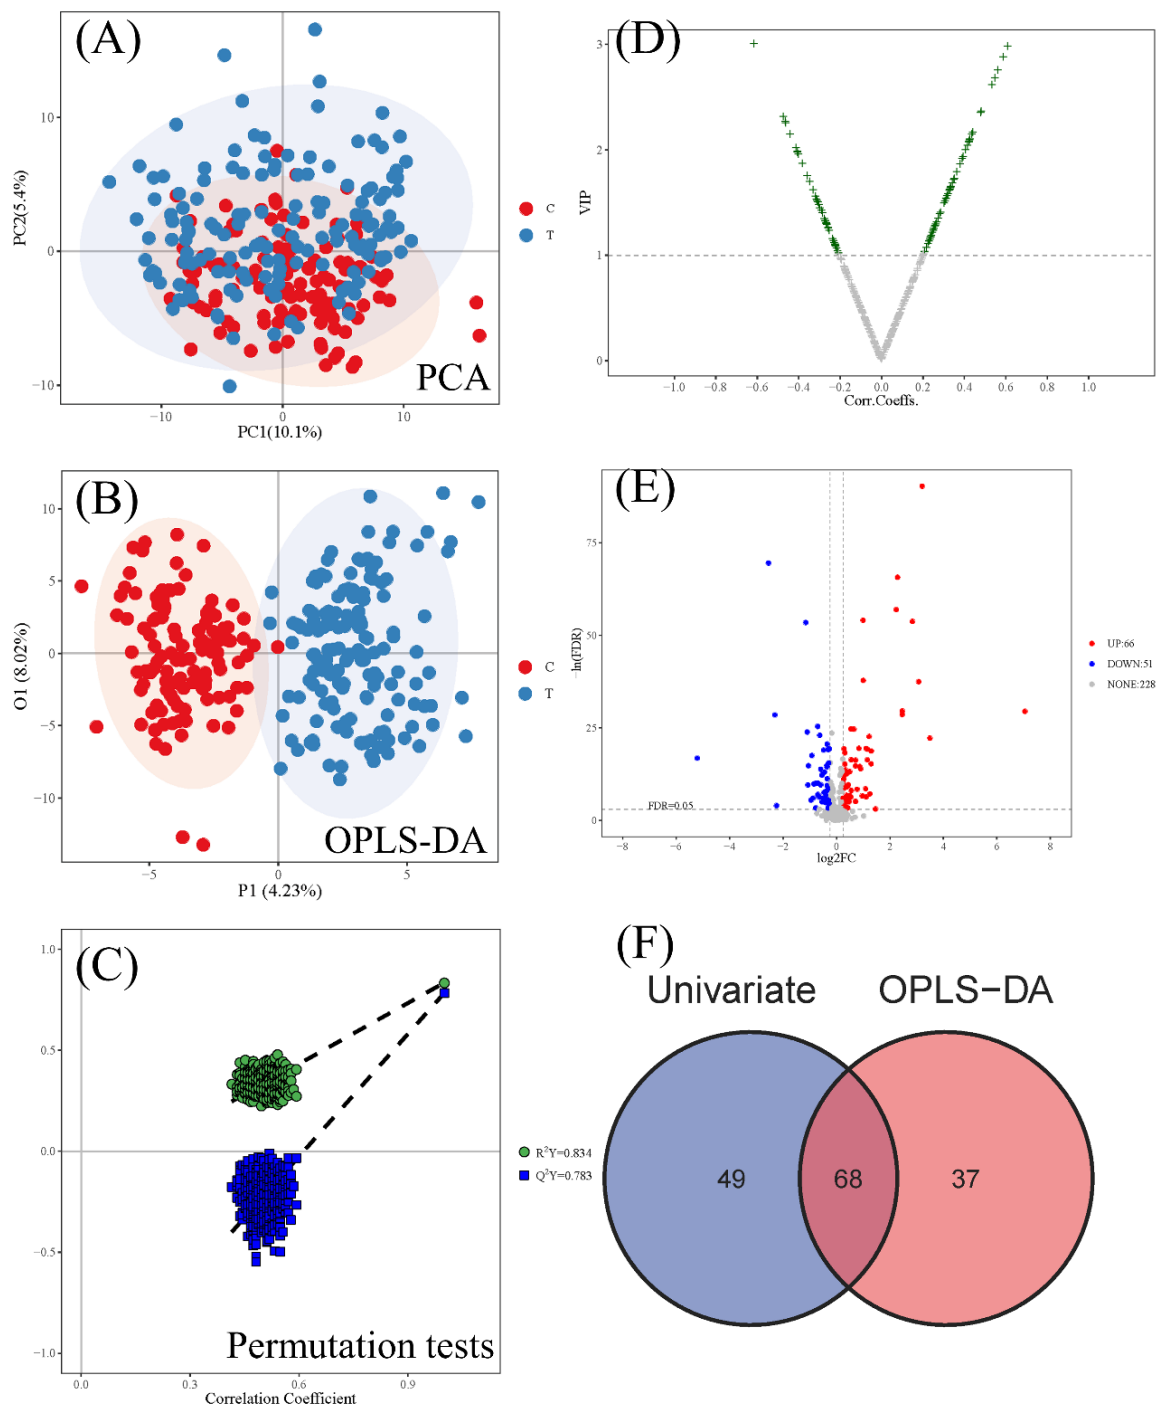 (A)
PC2(5.4%)
10
0
−10
−10
0
10
PC1(10.1%)
PCA
C
T
(D)
VIP
3
2
1
0
−1.0
−0.8
−0.6
−0.4
−0.2
0.0
0.2
0.4
0.6
0.8
1.0
Corr.Coeffs.
(B)
O1 (8.02%)
10
5
0
−5
−10
−5
0
5
P1 (4.23%)
OPLS-DA
C
T
(E)
−ln(FDR)
75
50
25
0
FDR=0.05
−8
−6
−4
−2
0
2
4
6
8
log2FC
UP:66
DOWN:51
NONE:228
(C)
1.0
0.5
0.0
−0.5
−1.0
0.0
0.3
0.6
0.9
Correlation Coefficient
Permutation tests
R²Y=0.834
Q²Y=0.783
(F)
Univariate
OPLS−DA
49
68
37